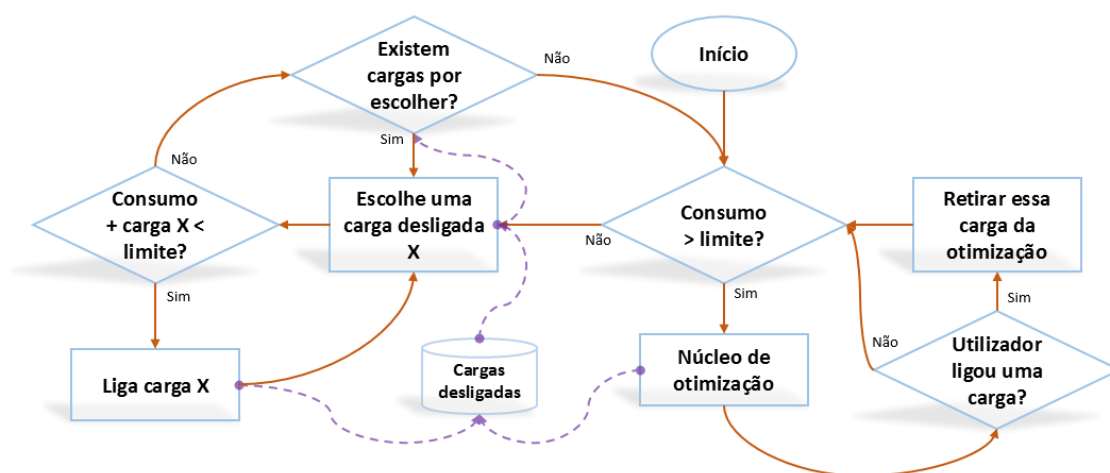 Existem
cargas por
escolher?
Não
Início
Sim
Não
Consumo
+ carga X <
limite?
Escolhe uma
carga desligada
X
Consumo
> limite?
Não
Retirar essa
carga da
otimização
Sim
Sim
Sim
Não
Liga carga X
Cargas
desligadas
Núcleo de
otimização
Utilizador
ligou uma
carga?